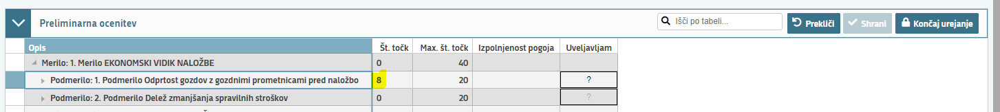 Preliminarna ocenitev
Išči po tabeli...
Prekliči
Shrani
Končaj urejanje
Opis Št. točk Max. št. točk Izpolnjenost pogoja Uveljavljam
Merilo: 1. Merilo EKONOMSKI VIDIK NALOŽBE 0 40
Podmerilo: 1. Podmerilo Odprtost gozdov z gozdnimi prometnicami pred naložbo 8 20 ?
Podmerilo: 2. Podmerilo Delež zmanjšanja spravilnih stroškov 0 20 ?